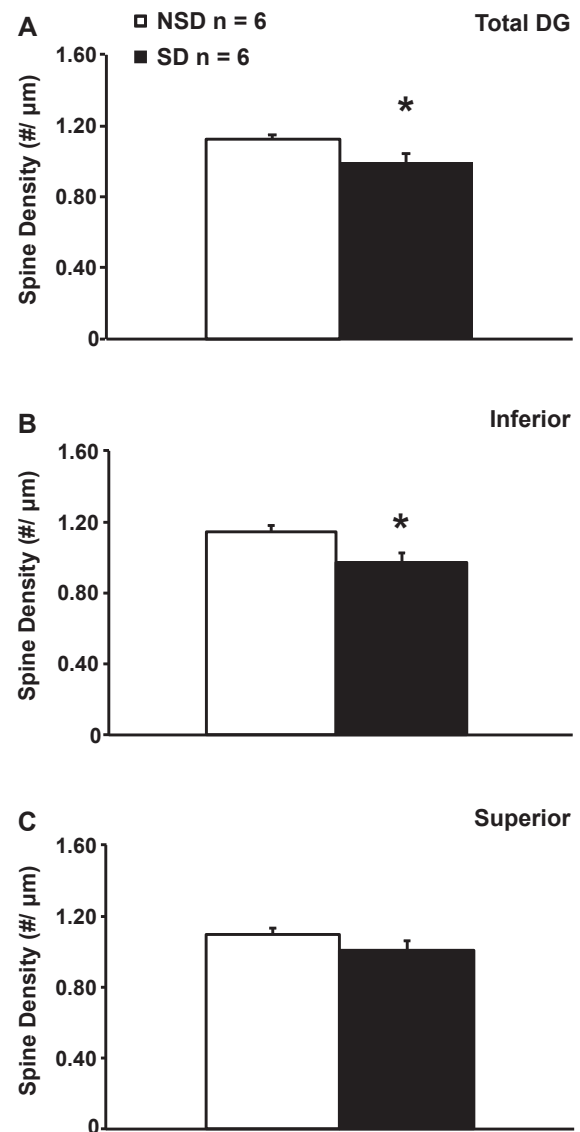 A
NSD n = 6
Total DG
SD n = 6
1.60
*
1.20
0.80
0.40
0
Spine Density (#/ µm)
B
Inferior
1.60
*
1.20
0.80
0.40
0
Spine Density (#/ µm)
C
Superior
1.60
1.20
0.80
0.40
0
Spine Density (#/ µm)